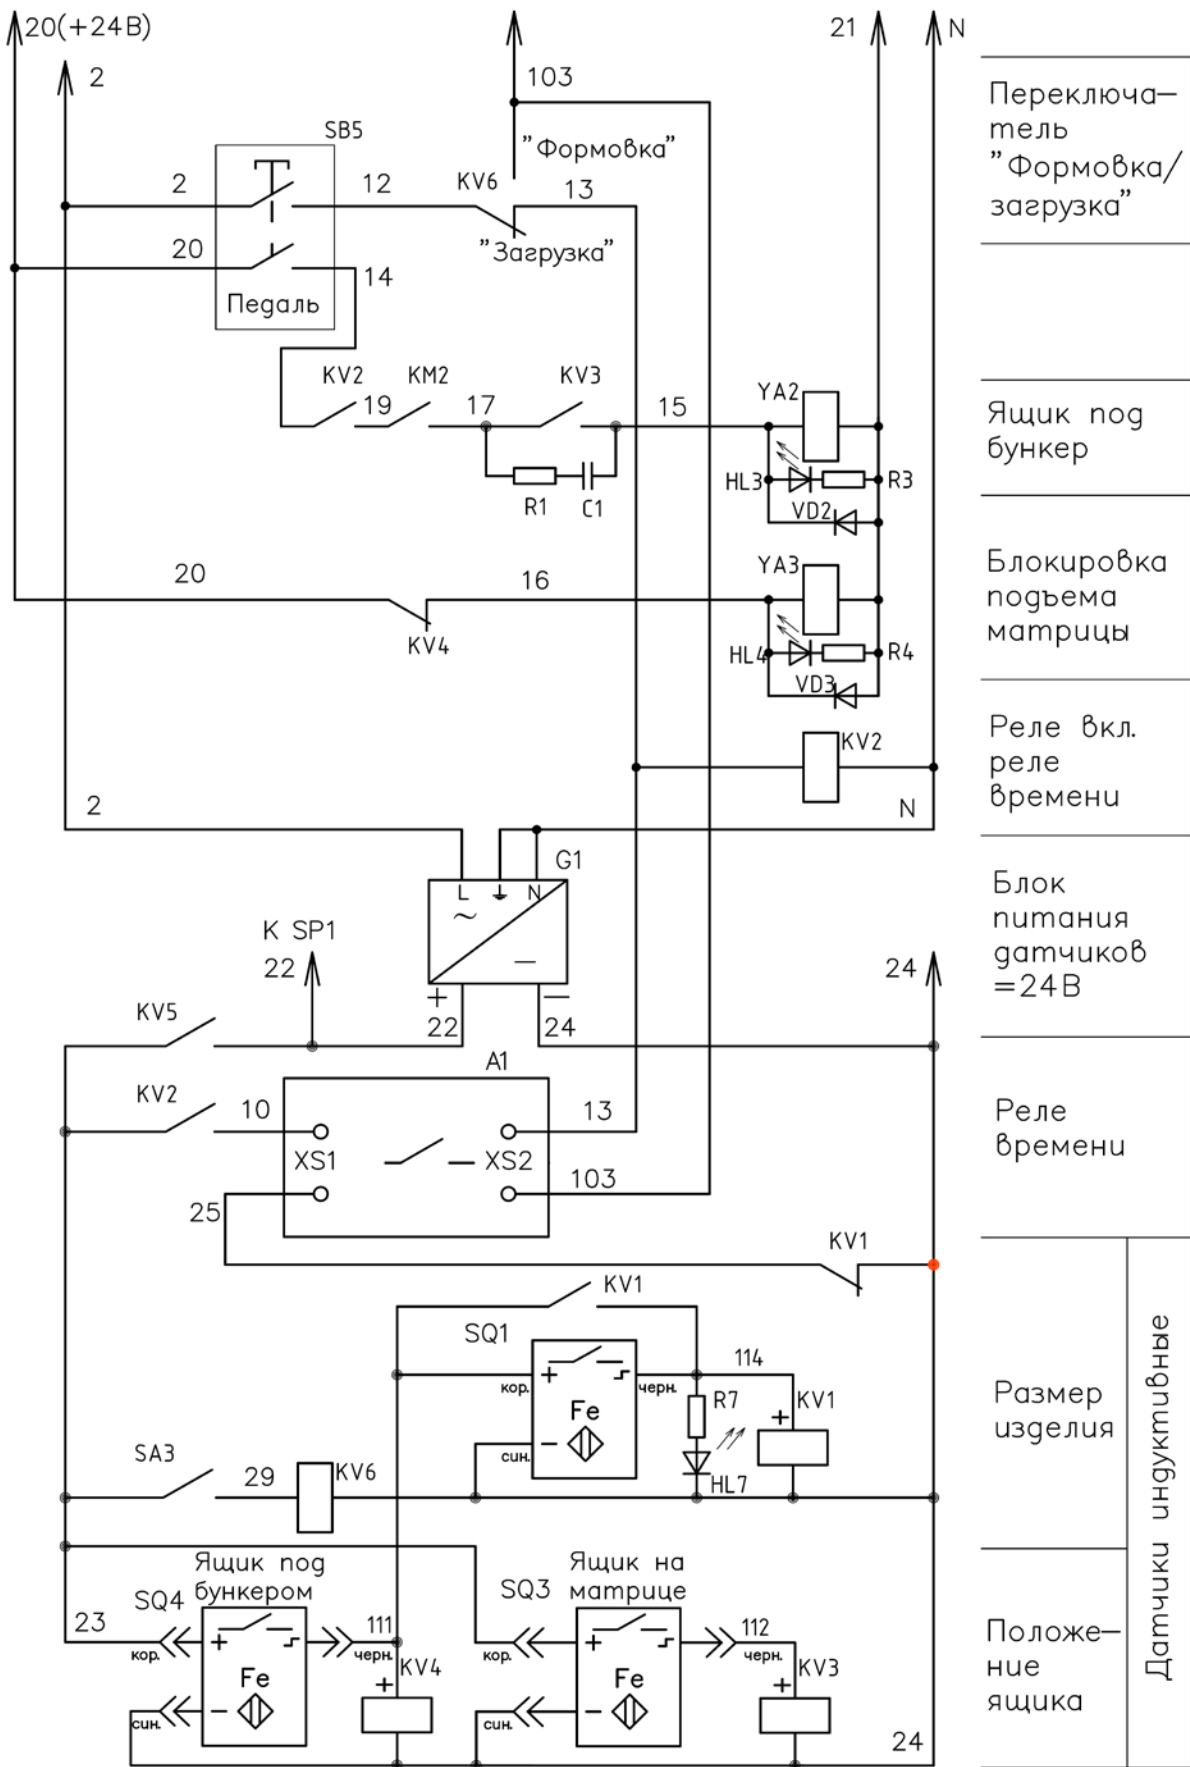 20(+24В)
103
21
N
2
SB5
"Формовка"
2
12
KV6
13
"Загрузка"
20
14
Педаль
Переключа—
тель
"Формовка/
загрузка"
KV2
19
KM2
17
KV3
15
YA2
HL3
R3
R1
C1
VD2
Ящик под
бункер
20
16
KV4
YA3
HL4
R4
VD3
Блокировка
подъема
матрицы
KV2
Реле вкл.
реле
времени
2
N
G1
L
N
~
—
+
—
22
24
К SP1
22
24
Блок
питания
датчиков
=24В
KV5
A1
KV2
10
13
XS1
XS2
103
25
Реле
времени
KV1
KV1
SQ1
114
кор.
+
черн.
R7
+
KV1
Fe
син.
−
HL7
SA3
29
KV6
Размер
изделия
Датчики индуктивные
Ящик под
бункером
SQ4
23
кор.
+
111
черн.
KV4
+
Fe
син.
−
Ящик на
матрице
SQ3
кор.
+
112
черн.
KV3
+
Fe
син.
−
24
Положе—
ние
ящика